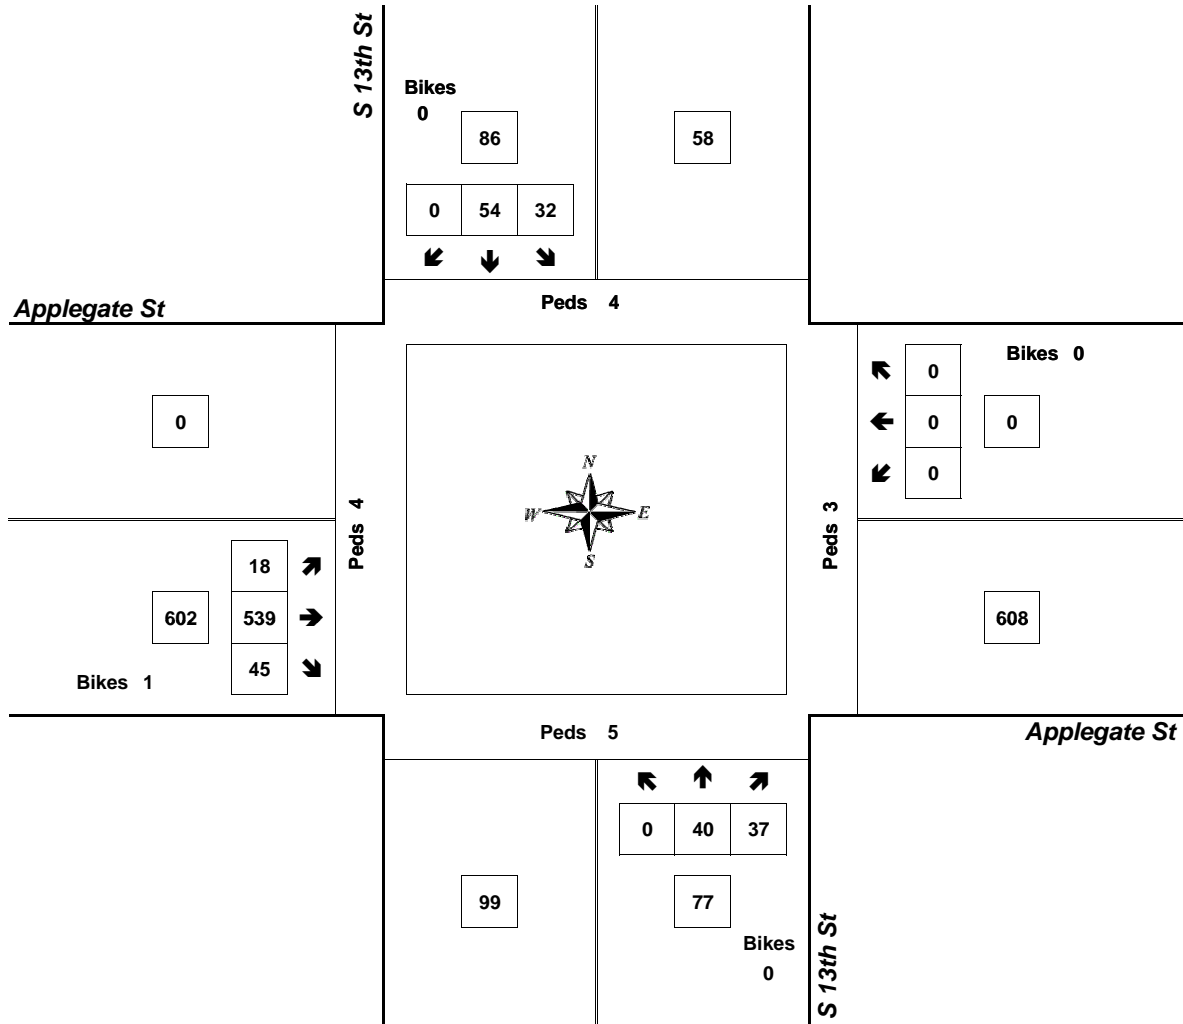 S 13th St
Bikes
0
86
58
0 54 32
Peds 4
Applegate St
Bikes 0
0
0
0 0
0
N
W E
S
Peds 4
Peds 3
18
602 539
45
608
Bikes 1
Peds 5
Applegate St
0 40 37
99
77
Bikes
0
S 13th St